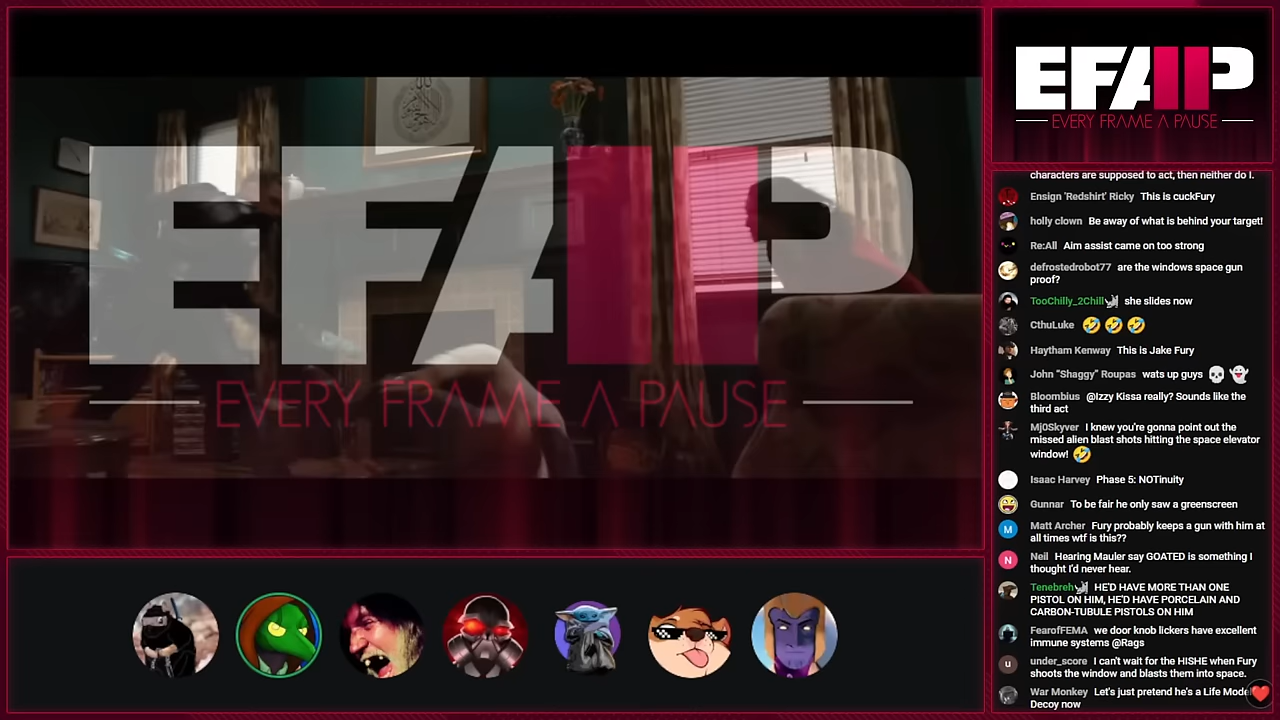 EFAP
EVERY FRAME A PAUSE
EFAP
EVERY FRAME A PAUSE
characters are supposed to act, then neither do I.
Ensign 'Redshirt' Ricky This is cuckFury
holly clown Be away of what is behind your target!
Re:All Aim assist came on too strong
defrostedrobot77 are the windows space gun
proof?
TooChilly_2Chill she slides now
CthuLuke 🤣🤣🤣
Haytham Kenway This is Jake Fury
John “Shaggy” Roupas wats up guys 💀👻
Bloombius @Izzy Kissa really? Sounds like the
third act
Mj0Skyver I knew you're gonna point out the
missed alien blast shots hitting the space elevator
window! 🤣
Isaac Harvey Phase 5: NOTinuity
Gunnar To be fair he only saw a greenscreen
M
Matt Archer Fury probably keeps a gun with him at
all times wtf is this??
N
Neil Hearing Mauler say GOATED is something I
thought I'd never hear.
Tenebreh HE'D HAVE MORE THAN ONE
PISTOL ON HIM, HE'D HAVE PORCELAIN AND
CARBON-TUBULE PISTOLS ON HIM
FearofFEMA we door knob lickers have excellent
immune systems @Rags
u
under_score I can't wait for the HISHE when Fury
shoots the window and blasts them into space.
War Monkey Let's just pretend he's a Life Model
Decoy now